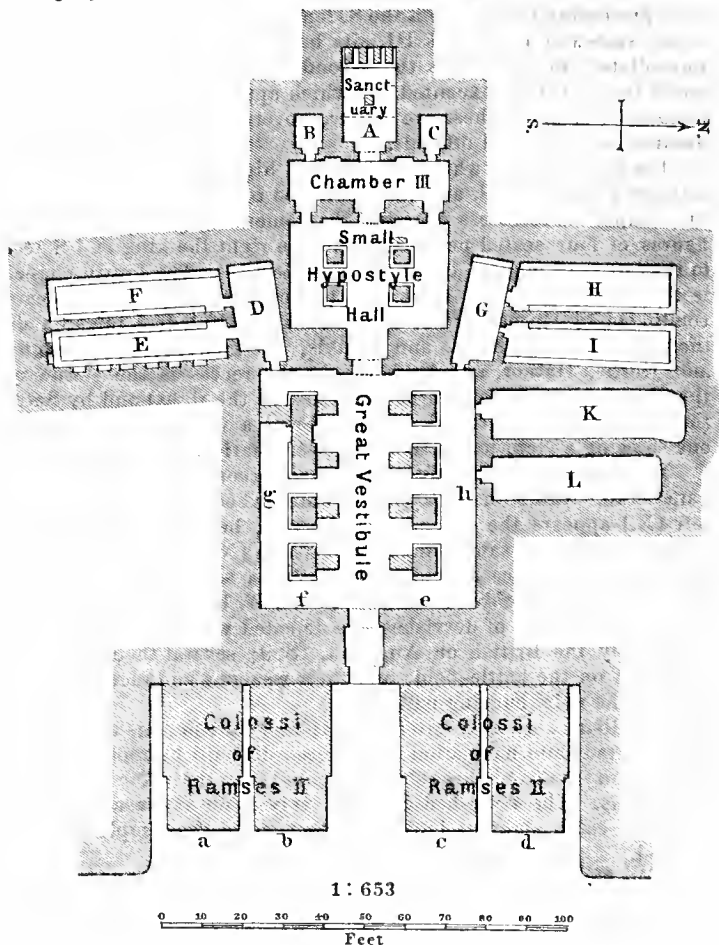 Sanct-
uary
A
B
C
S
N
Chamber III
Small
Hypostyle
Hall
F
D
E
G
H
I
K
L
Great Vestibule
g
h
f
e
Colossi
of
Ramses II
Colossi
of
Ramses II
a
b
c
d
1: 653
0 10 20 30 40 50 60 70 80 90 100
Feet